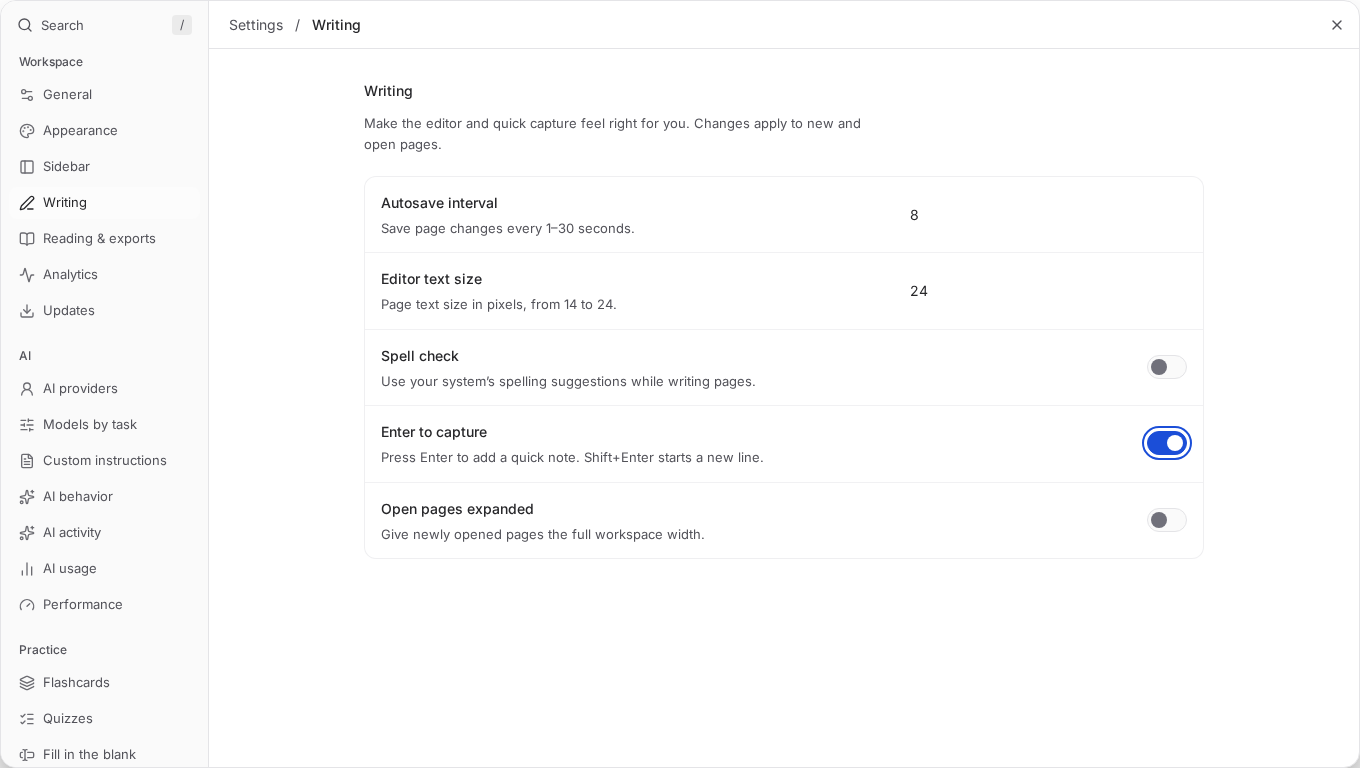 Search
/
Workspace
General
Appearance
Sidebar
Writing
Reading & exports
Analytics
Updates
AI
AI providers
Models by task
Custom instructions
AI behavior
AI activity
AI usage
Performance
Practice
Flashcards
Quizzes
Fill in the blank
Settings / Writing
Writing
Make the editor and quick capture feel right for you. Changes apply to new and
open pages.
Autosave interval
Save page changes every 1–30 seconds.
8
Editor text size
Page text size in pixels, from 14 to 24.
24
Spell check
Use your system’s spelling suggestions while writing pages.
Enter to capture
Press Enter to add a quick note. Shift+Enter starts a new line.
Open pages expanded
Give newly opened pages the full workspace width.